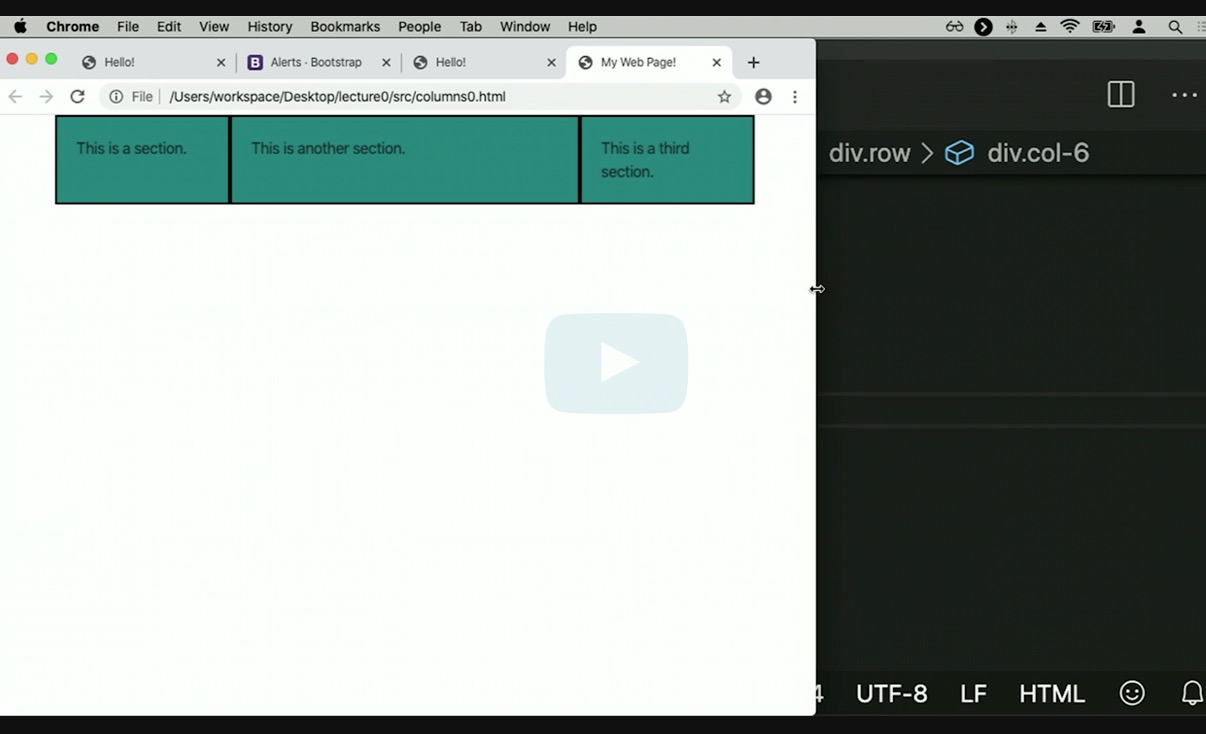 Chrome File Edit View History Bookmarks People Tab Window Help
Hello! Alerts · Bootstrap Hello! My Web Page!
File /Users/workspace/Desktop/lecture0/src/columns0.html
This is a section. This is another section. This is a third
section.
div.row > div.col-6
4 UTF-8 LF HTML